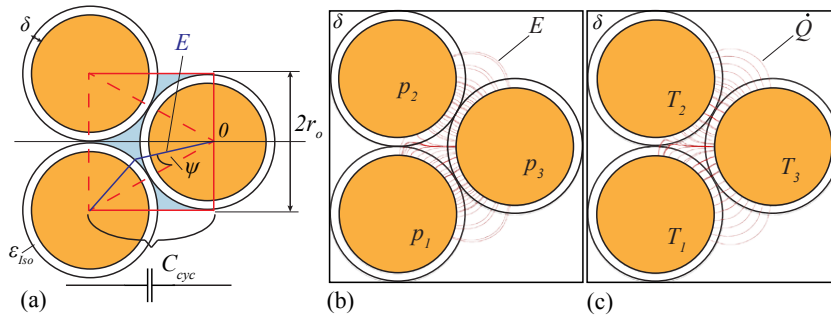 δ
E
0
2r_o
ψ
ε_Iso
C_cyc
(a)
δ
E
p_2
p_3
p_1
(b)
δ
Q̇
T_2
T_3
T_1
(c)